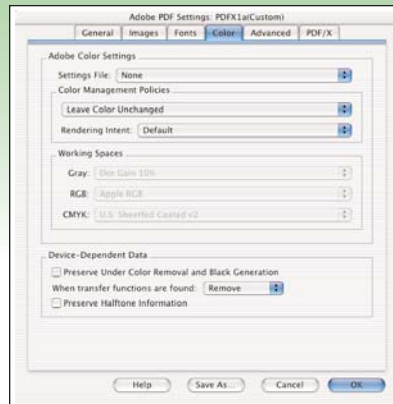 Adobe PDF Settings: PDFX1a(Custom)
General Images Fonts Color Advanced PDF/X
Adobe Color Settings
Settings File: None
Color Management Policies
Leave Color Unchanged
Rendering Intent: Default
Working Spaces
Gray: Dot Gain 10%
RGB: Apple RGB
CMYK: U.S. Sheetfed Coated v2
Device-Dependent Data
Preserve Under Color Removal and Black Generation
When transfer functions are found: Remove
Preserve Halftone Information
Help Save As... Cancel OK